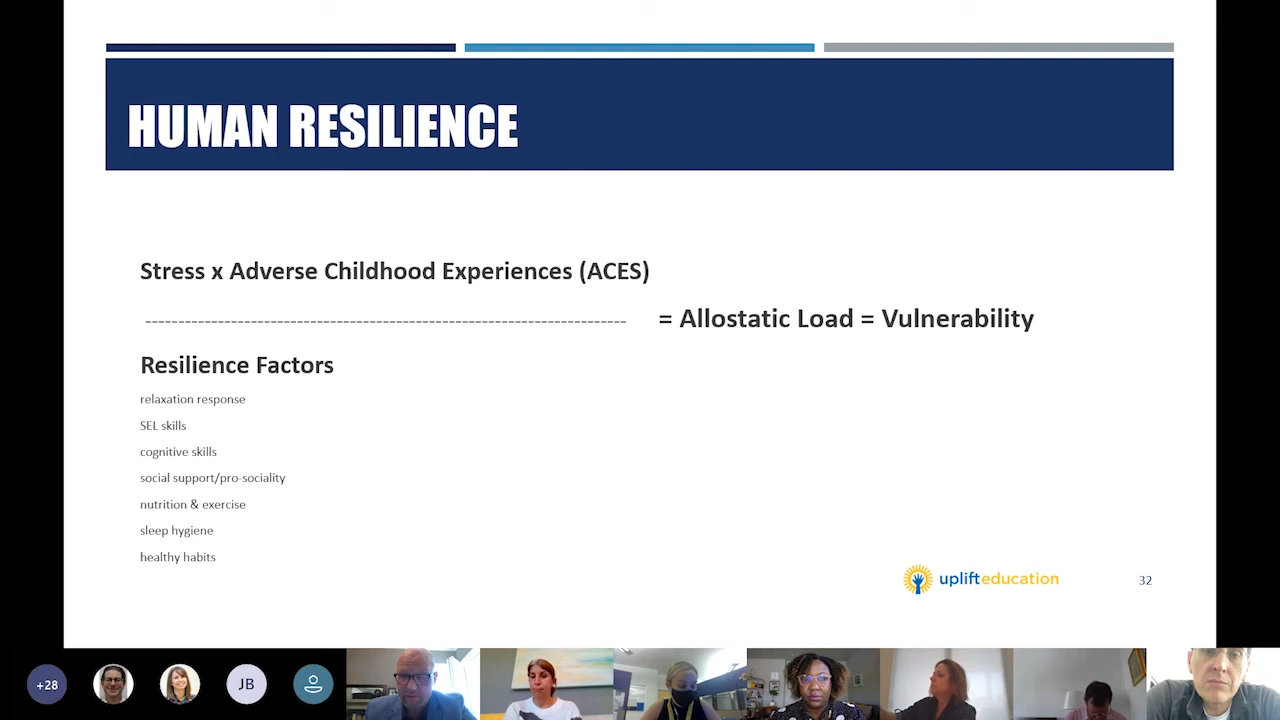 HUMAN RESILIENCE
Stress x Adverse Childhood Experiences (ACES)
------------------------------------------------------------------------- = Allostatic Load = Vulnerability
Resilience Factors
relaxation response
SEL skills
cognitive skills
social support/pro-sociality
nutrition & exercise
sleep hygiene
healthy habits
uplifteducation
32
+28
JB